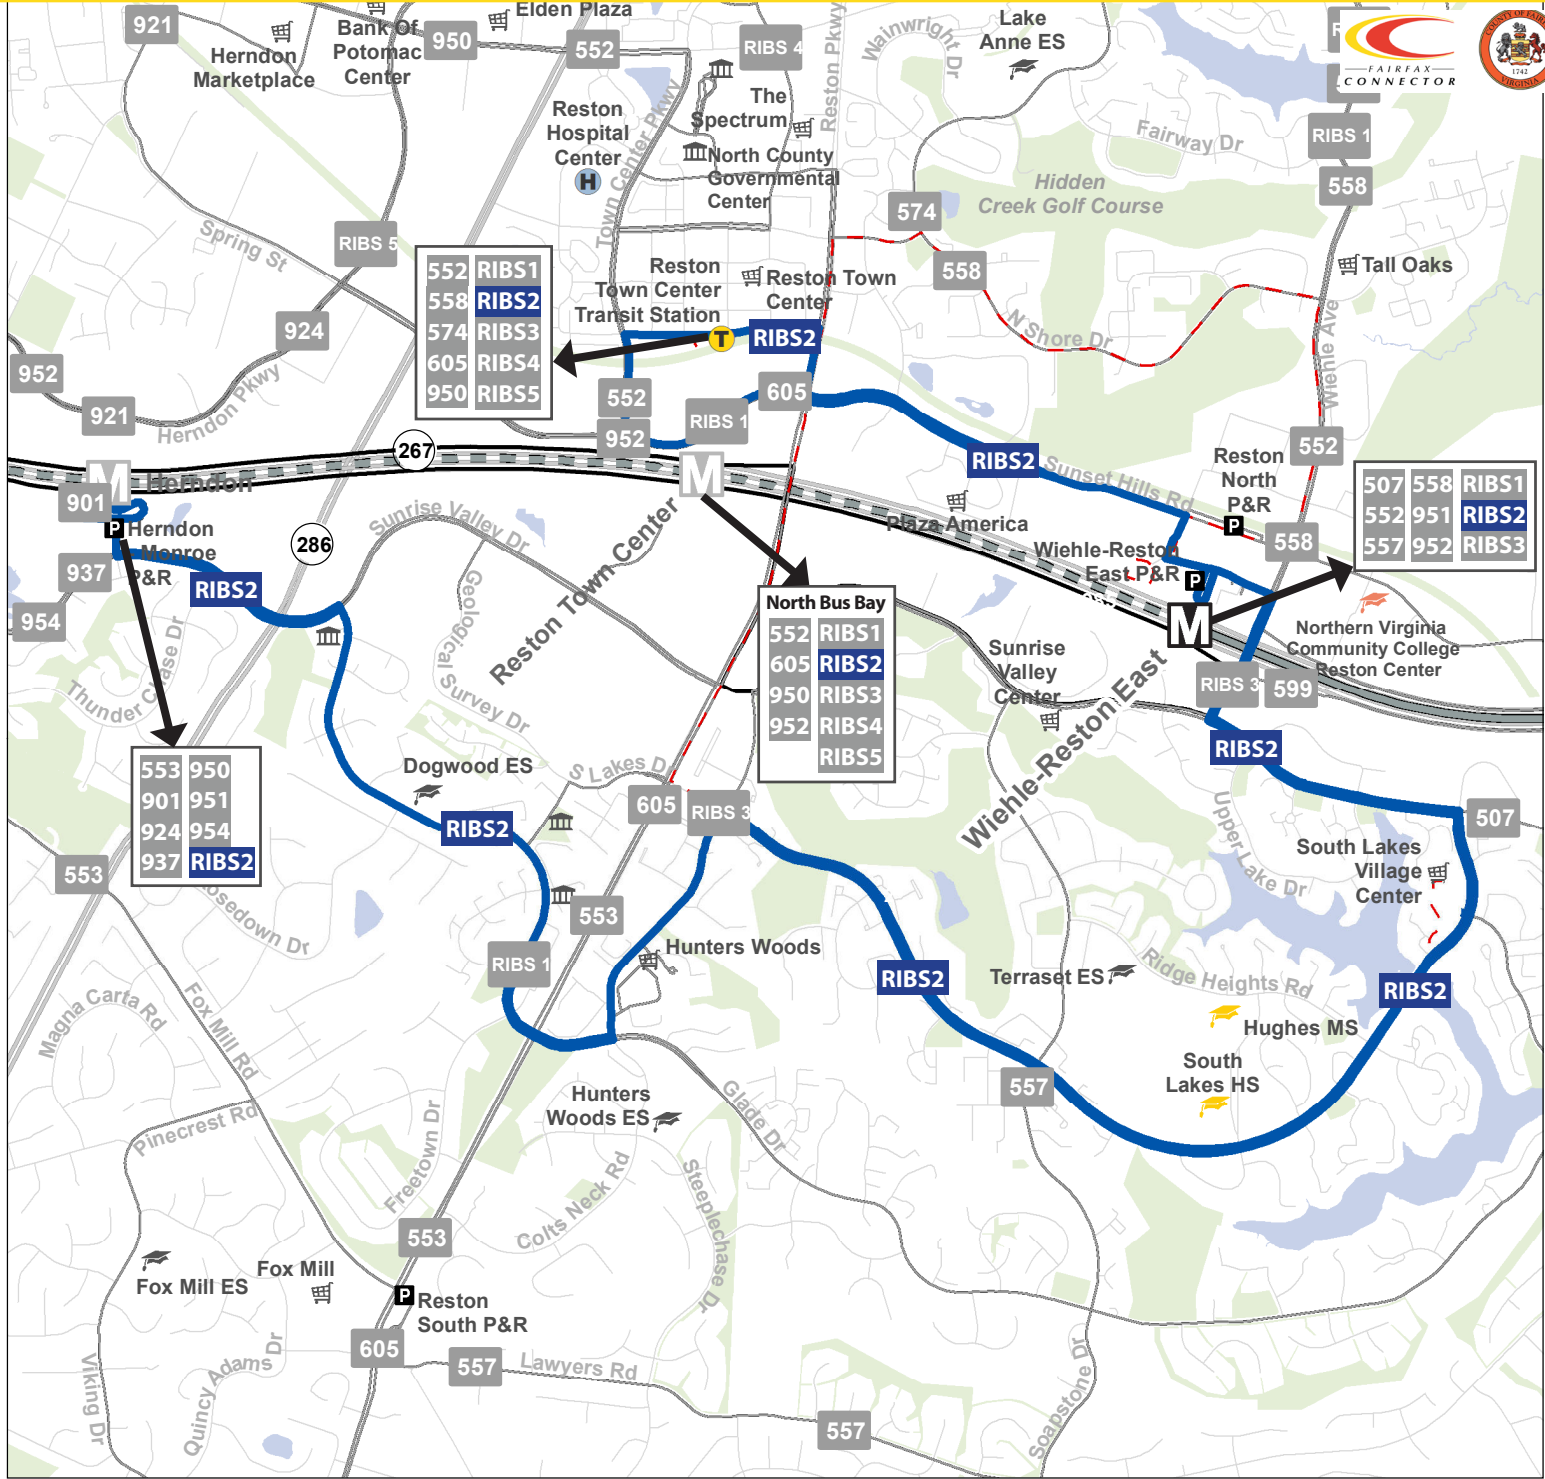 921
Herndon
Marketplace
Bank Of
Potomac
Center
950
Elden Plaza
552
RIBS 4
Reston Pkwy
Wainwright Dr
Lake
Anne ES
FAIRFAX
CONNECTOR
COUNTY OF FAIRFAX
1742
VIRGINIA
The
Spectrum
Reston
Hospital
Center
H
Town Center Pkwy
North County
Governmental
Center
Fairway Dr
RIBS 1
558
Hidden
Creek Golf Course
574
558
Spring St
RIBS 5
552 RIBS1
558 RIBS2
574 RIBS3
605 RIBS4
950 RIBS5
Reston
Town Center
Transit Station
Reston Town
Center
Tall Oaks
T
RIBS2
N Shore Dr
Wiehle Ave
924
952
921
Herndon Pkwy
552
605
RIBS 1
952
267
RIBS2
Sunset Hills Rd
Reston
North
P&R
552
507 558 RIBS1
552 951 RIBS2
557 952 RIBS3
M
Herndon
901
P
Herndon
Monroe
P&R
M
Reston Town Center
Sunrise Valley Dr
286
Plaza America
Wiehle-Reston
East P&R
P
P
558
937
RIBS2
954
Geological Survey Dr
North Bus Bay
552 RIBS1
605 RIBS2
950 RIBS3
952 RIBS4
RIBS5
M
Wiehle-Reston East
Northern Virginia
Community College
Reston Center
Sunrise
Valley
Center
RIBS 3
599
Thunder Chase Dr
553 950
901 951
924 954
937 RIBS2
RIBS2
Dogwood ES
S Lakes Dr
605
RIBS 3
RIBS2
507
Upper Lake Dr
South Lakes
Village
Center
553
553
RIBS 1
Hunters Woods
RIBS2
Terraset ES
Ridge Heights Rd
RIBS2
Hughes MS
South
Lakes HS
Magna Carta Rd
Fox Mill Rd
557
Hunters
Woods ES
Glade Dr
Pinecrest Rd
Freetown Dr
Colts Neck Rd
Steeplechase Dr
553
Fox Mill ES
Fox Mill
P
Reston
South P&R
605
557
Lawyers Rd
Viking Dr
Quincy Adams Dr
557
Soapstone Dr